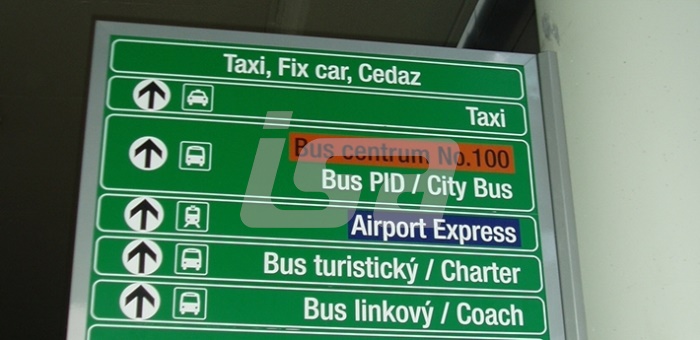 Taxi, Fix car, Cedaz
Taxi
Bus centrum, No.100
Bus PID / City Bus
Airport Express
Bus turistický / Charter
Bus linkový / Coach
isa